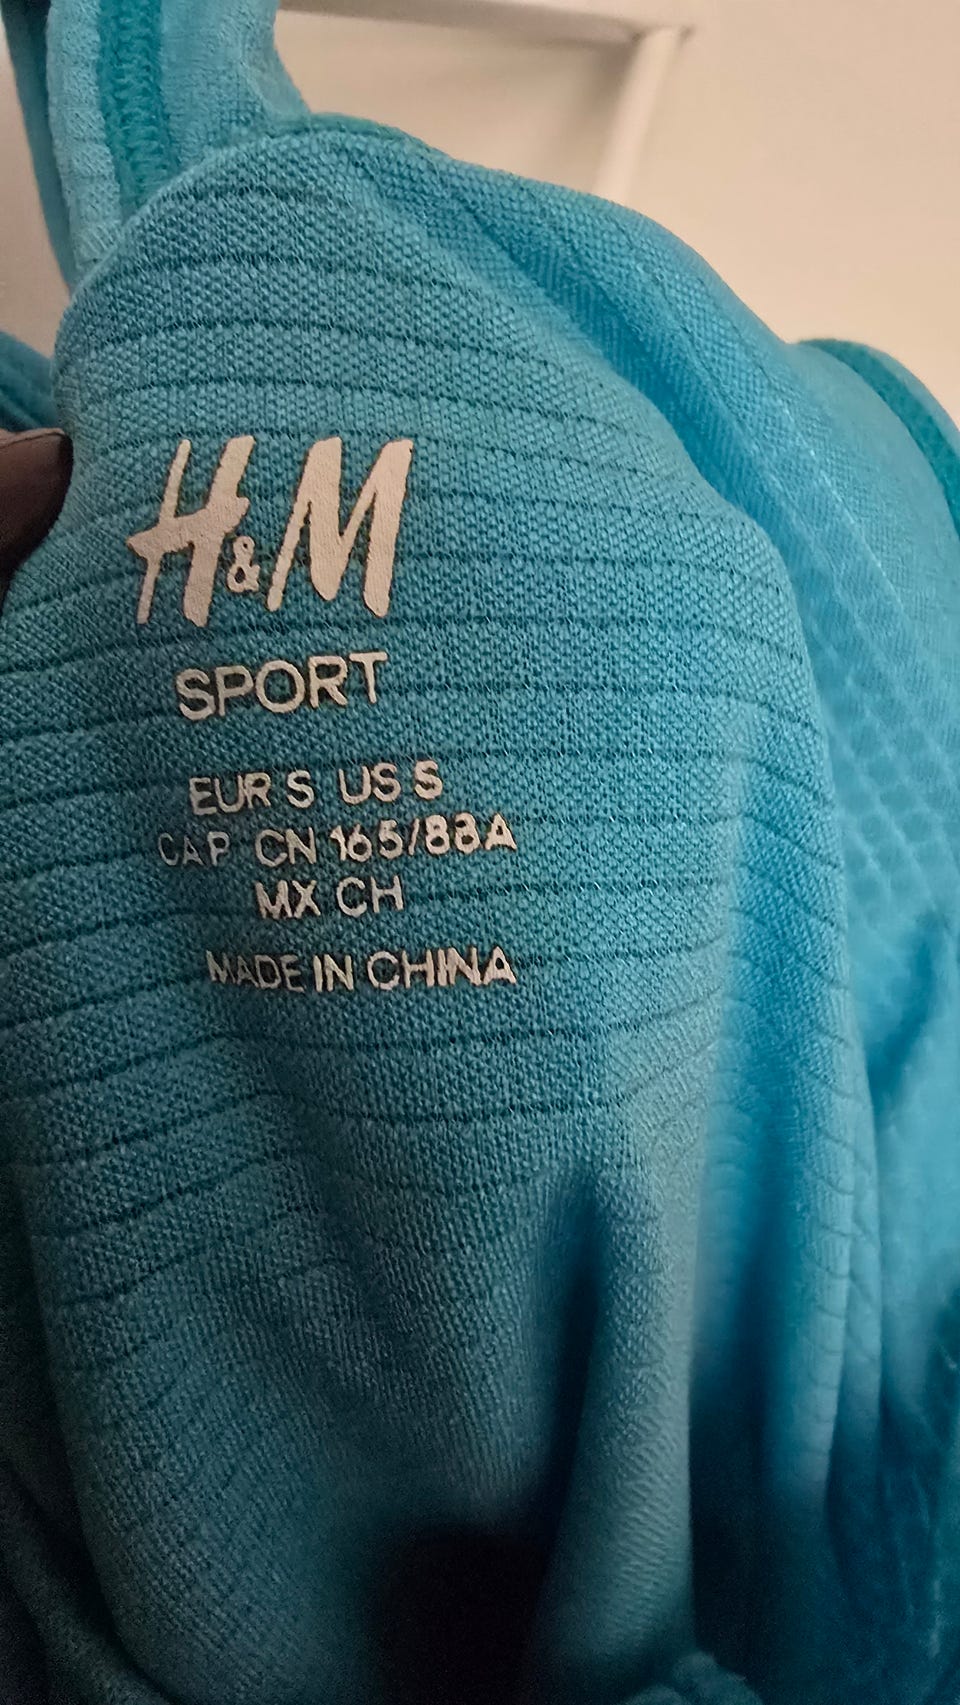 H&M
SPORT
EUR S US S
CAP CN 165/88A
MX CH
MADE IN CHINA